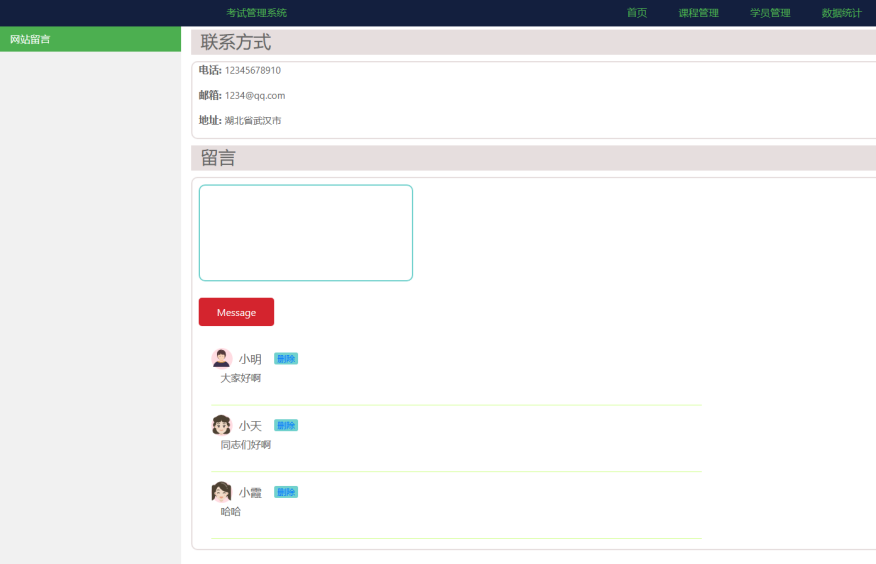 考试管理系统 首页 课程管理 学员管理 数据统计
网站留言
联系方式
电话: 12345678910
邮箱: 1234@qq.com
地址: 湖北省武汉市
留言
Message
小明 删除
大家好啊
小天 删除
同志们好啊
小霞 删除
哈哈